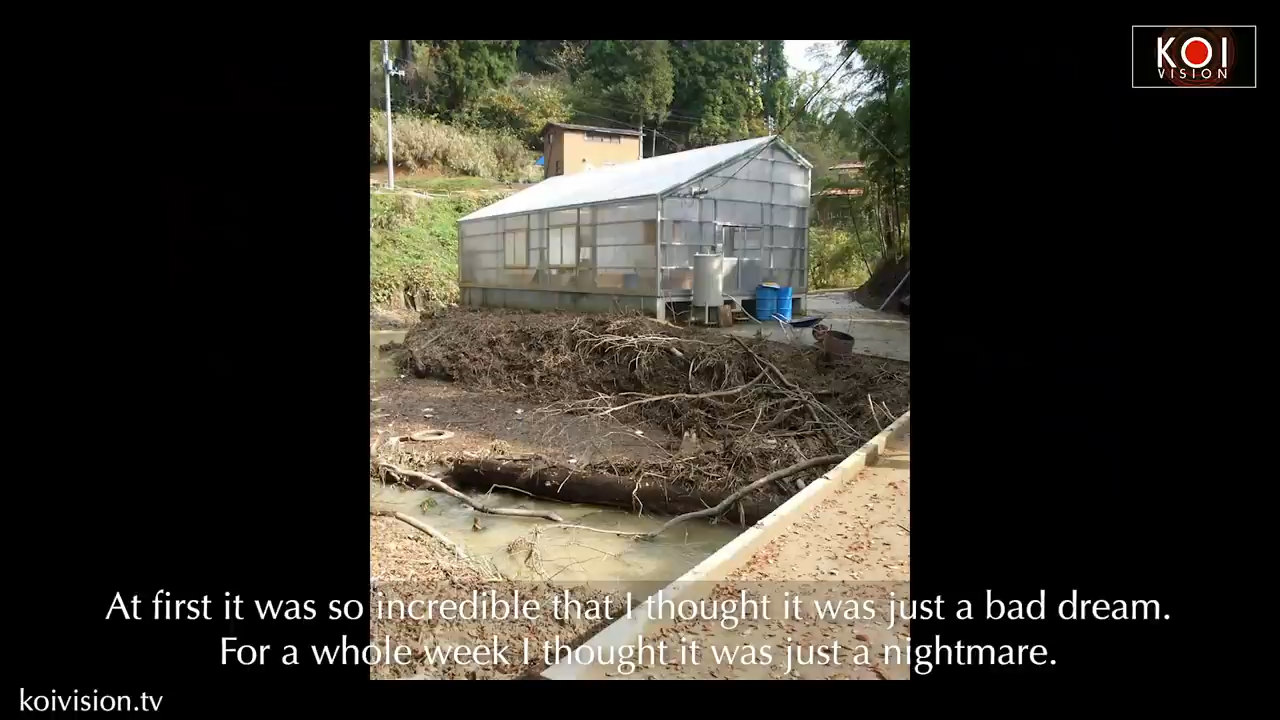 KOI
VISION
At first it was so incredible that I thought it was just a bad dream.
For a whole week I thought it was just a nightmare.
koivision.tv